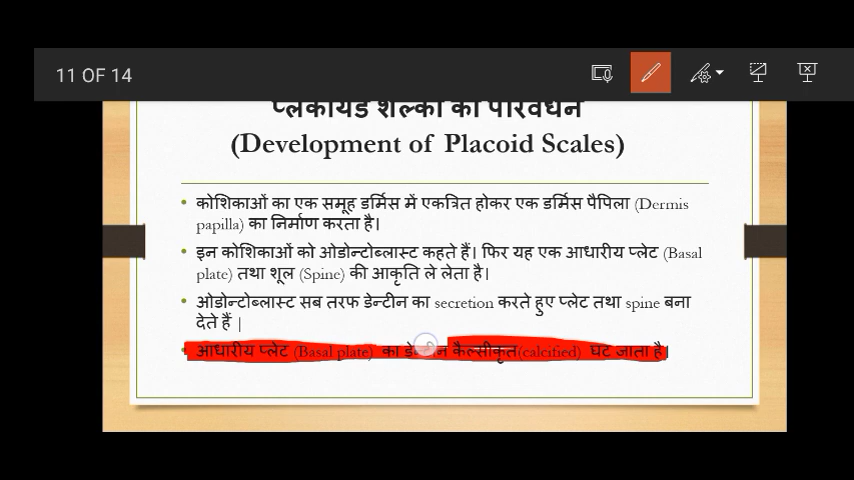 11 OF 14
प्लेकॉयड शल्कों का परिवर्धन
(Development of Placoid Scales)
• कोशिकाओं का एक समूह डर्मिस में एकत्रित होकर एक डर्मिस पैपिला (Dermis
papilla) का निर्माण करता है।
• इन कोशिकाओं को ओडोन्टोब्लास्ट कहते हैं। फिर यह एक आधारीय प्लेट (Basal
plate) तथा शूल (Spine) की आकृति ले लेता है।
• ओडोन्टोब्लास्ट सब तरफ डेन्टीन का secretion करते हुए प्लेट तथा spine बना
देते हैं |
• आधारीय प्लेट (Basal plate) का डेन्टीन कैल्सीकृत(calcified) घट जाता है।